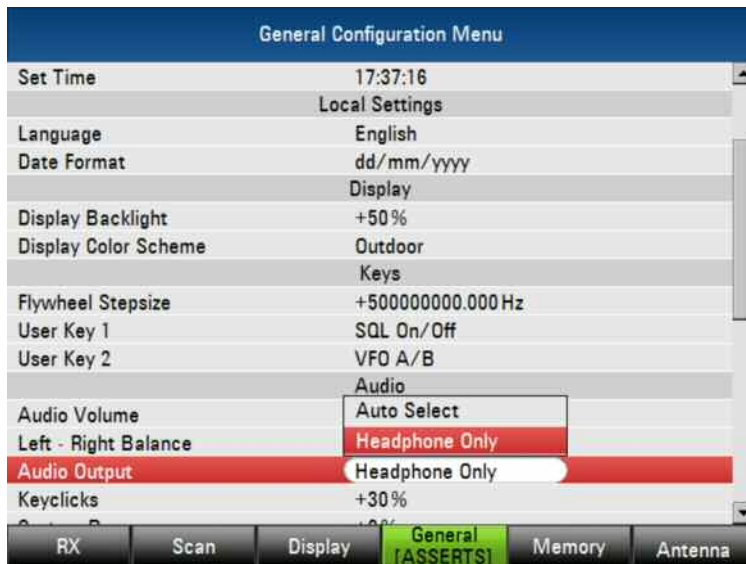 General Configuration Menu
Set Time 17:37:16
Local Settings
Language English
Date Format dd/mm/yyyy
Display
Display Backlight +50%
Display Color Scheme Outdoor
Keys
Flywheel Stepsize +500000000.000 Hz
User Key 1 SQL On/Off
User Key 2 VFO A/B
Audio
Audio Volume Auto Select
Left - Right Balance Headphone Only
Audio Output Headphone Only
Keyclicks +30%
RX Scan Display General [ASSERTS] Memory Antenna